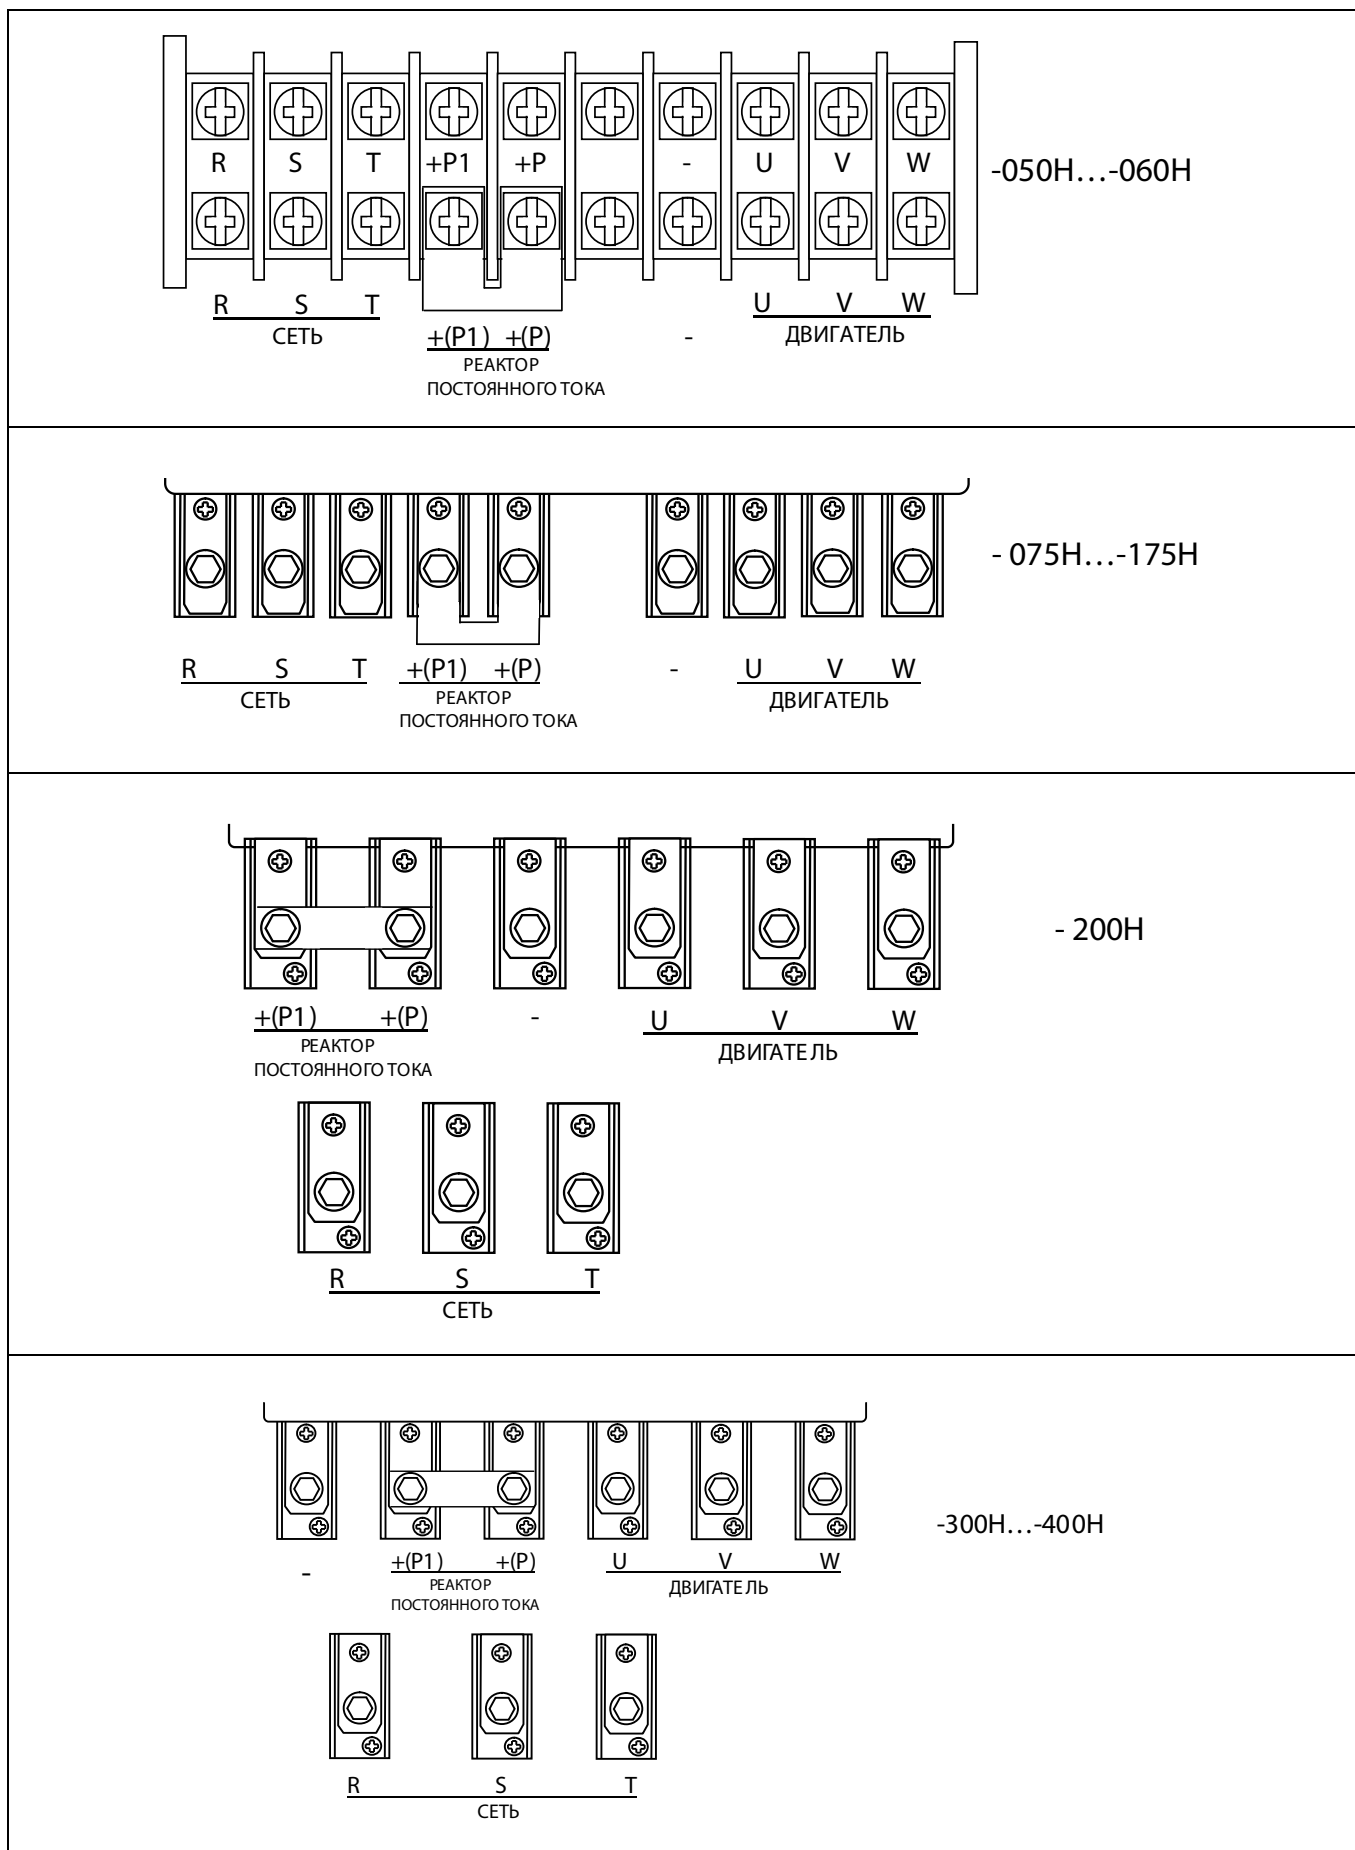 R S T +P1 +P - U V W
-050H...-060H
R S T
СЕТЬ
+(P1) +(P)
РЕАКТОР
ПОСТОЯННОГО ТОКА
-
U V W
ДВИГАТЕЛЬ
- 075H...-175H
R S T
СЕТЬ
+(P1) +(P)
РЕАКТОР
ПОСТОЯННОГО ТОКА
-
U V W
ДВИГАТЕЛЬ
- 200H
+(P1) +(P)
РЕАКТОР
ПОСТОЯННОГО ТОКА
-
U V W
ДВИГАТЕЛЬ
R S T
СЕТЬ
-300H...-400H
-
+(P1) +(P)
РЕАКТОР
ПОСТОЯННОГО ТОКА
U V W
ДВИГАТЕЛЬ
R S T
СЕТЬ